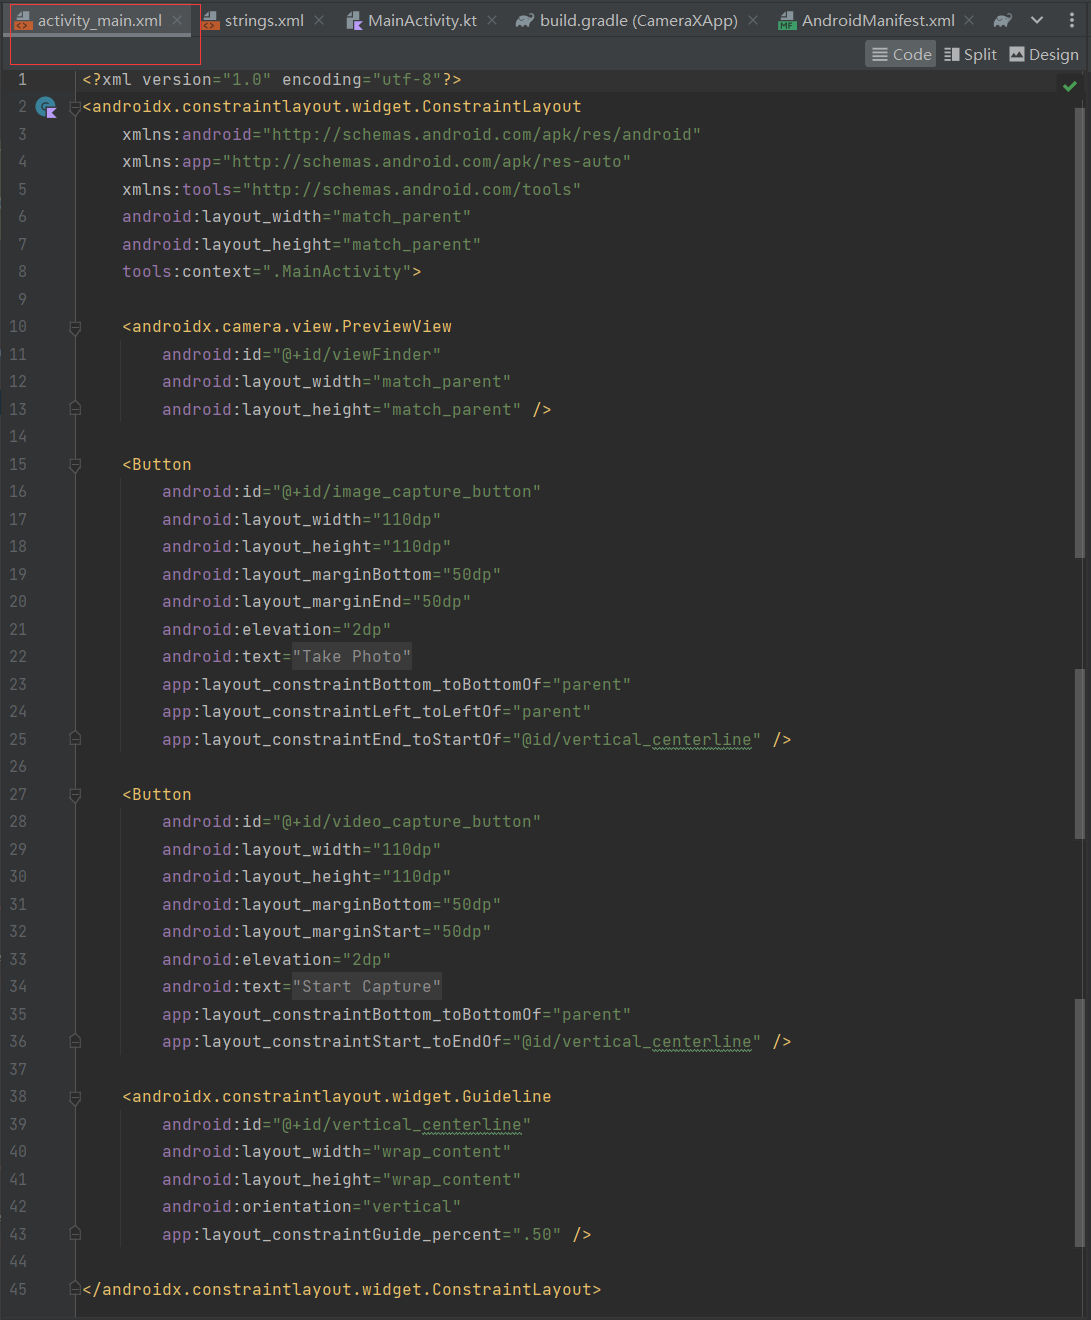 activity_main.xml strings.xml MainActivity.kt build.gradle (CameraXApp) AndroidManifest.xml
Code Split Design
1 <?xml version="1.0" encoding="utf-8"?>
2 <androidx.constraintlayout.widget.ConstraintLayout
3 xmlns:android="http://schemas.android.com/apk/res/android"
4 xmlns:app="http://schemas.android.com/apk/res-auto"
5 xmlns:tools="http://schemas.android.com/tools"
6 android:layout_width="match_parent"
7 android:layout_height="match_parent"
8 tools:context=".MainActivity">
9
10 <androidx.camera.view.PreviewView
11 android:id="@+id/viewFinder"
12 android:layout_width="match_parent"
13 android:layout_height="match_parent" />
14
15 <Button
16 android:id="@+id/image_capture_button"
17 android:layout_width="110dp"
18 android:layout_height="110dp"
19 android:layout_marginBottom="50dp"
20 android:layout_marginEnd="50dp"
21 android:elevation="2dp"
22 android:text="Take Photo"
23 app:layout_constraintBottom_toBottomOf="parent"
24 app:layout_constraintLeft_toLeftOf="parent"
25 app:layout_constraintEnd_toStartOf="@id/vertical_centerline" />
26
27 <Button
28 android:id="@+id/video_capture_button"
29 android:layout_width="110dp"
30 android:layout_height="110dp"
31 android:layout_marginBottom="50dp"
32 android:layout_marginStart="50dp"
33 android:elevation="2dp"
34 android:text="Start Capture"
35 app:layout_constraintBottom_toBottomOf="parent"
36 app:layout_constraintStart_toEndOf="@id/vertical_centerline" />
37
38 <androidx.constraintlayout.widget.Guideline
39 android:id="@+id/vertical_centerline"
40 android:layout_width="wrap_content"
41 android:layout_height="wrap_content"
42 android:orientation="vertical"
43 app:layout_constraintGuide_percent=".50" />
44
45 </androidx.constraintlayout.widget.ConstraintLayout>